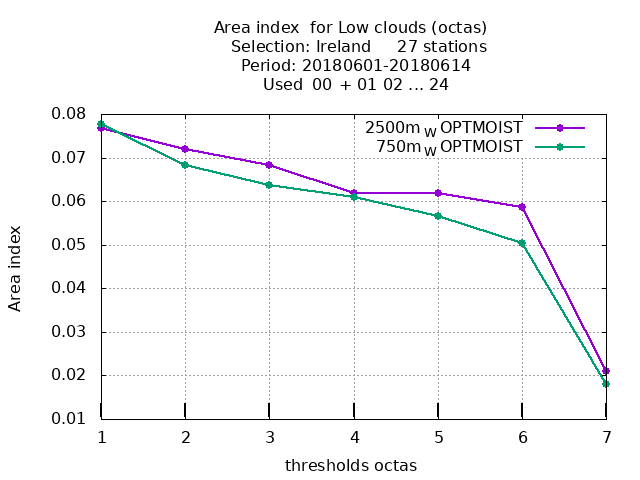 Area index for Low clouds (octas)
Selection: Ireland 27 stations
Period: 20180601-20180614
Used 00 + 01 02 ... 24
2500m W OPTMOIST
750m W OPTMOIST
0.08
0.07
0.06
0.05
0.04
0.03
0.02
0.01
Area index
1 2 3 4 5 6 7
thresholds octas